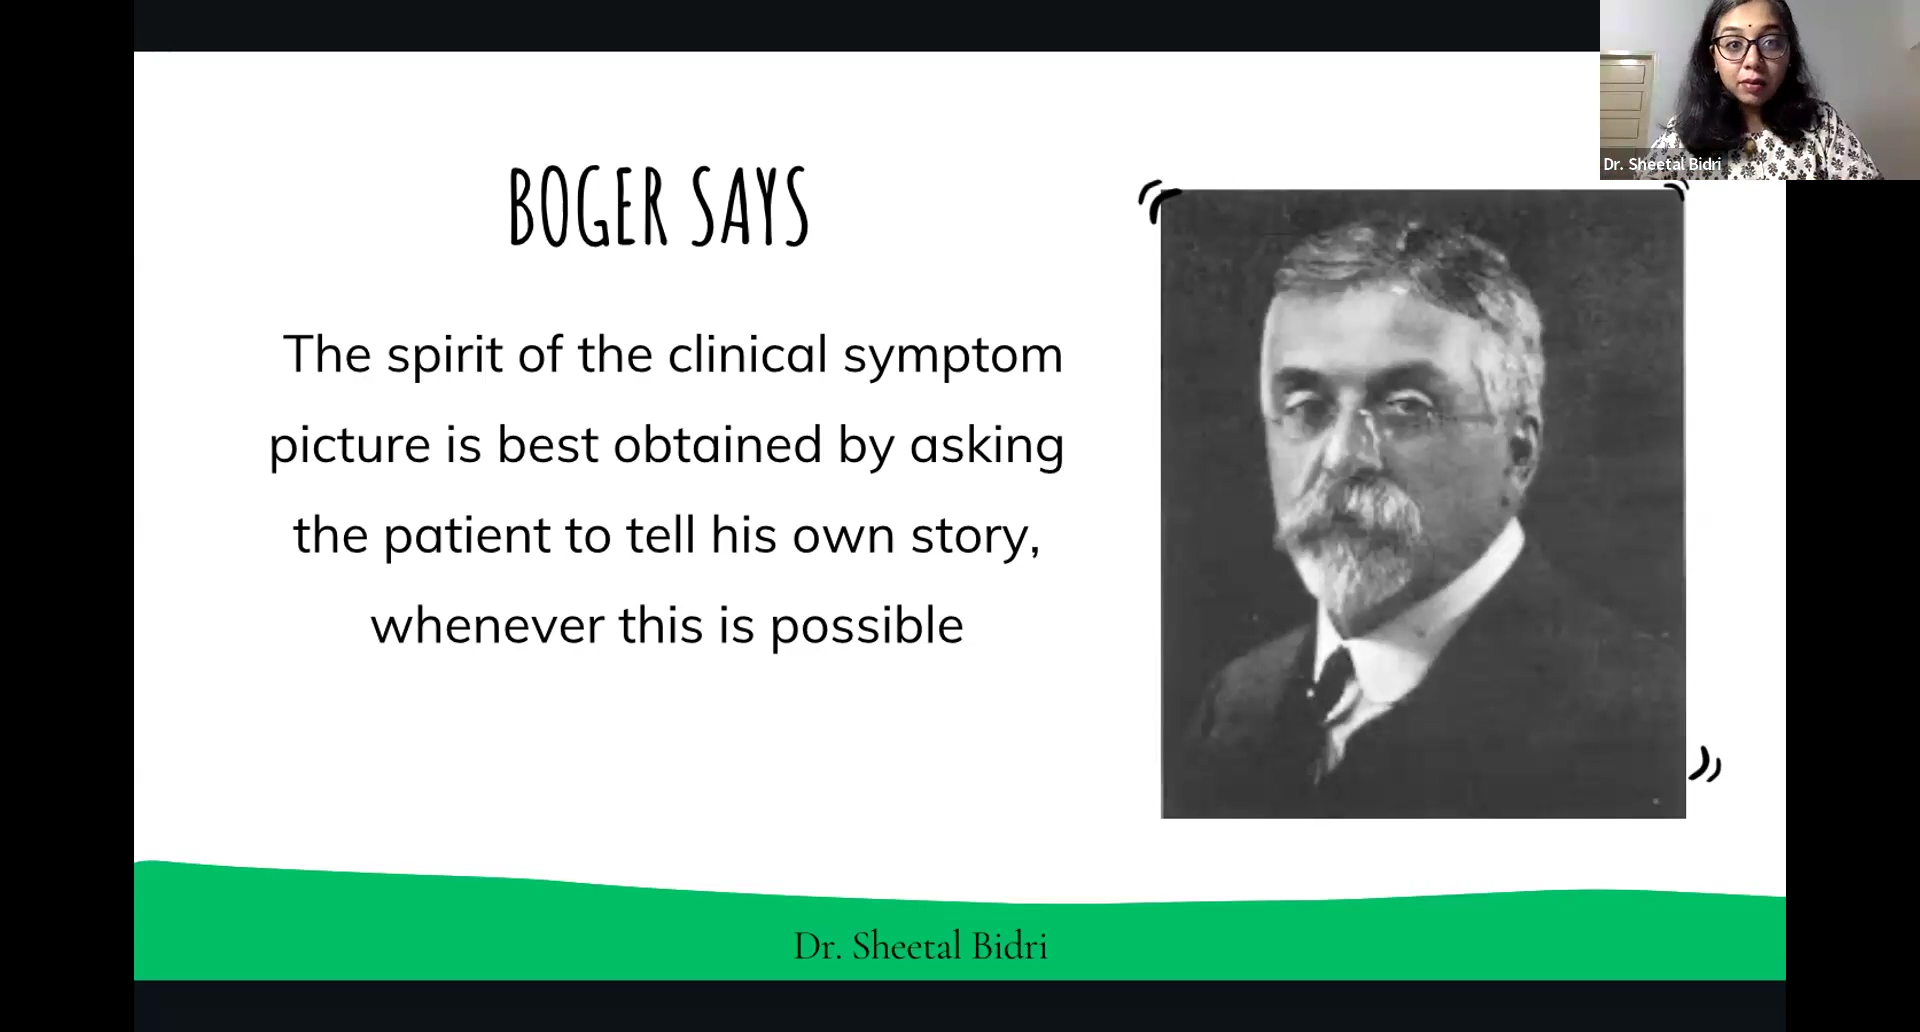 BOGER SAYS
The spirit of the clinical symptom
picture is best obtained by asking
the patient to tell his own story,
whenever this is possible
Dr. Sheetal Bidri
Dr. Sheetal Bidri